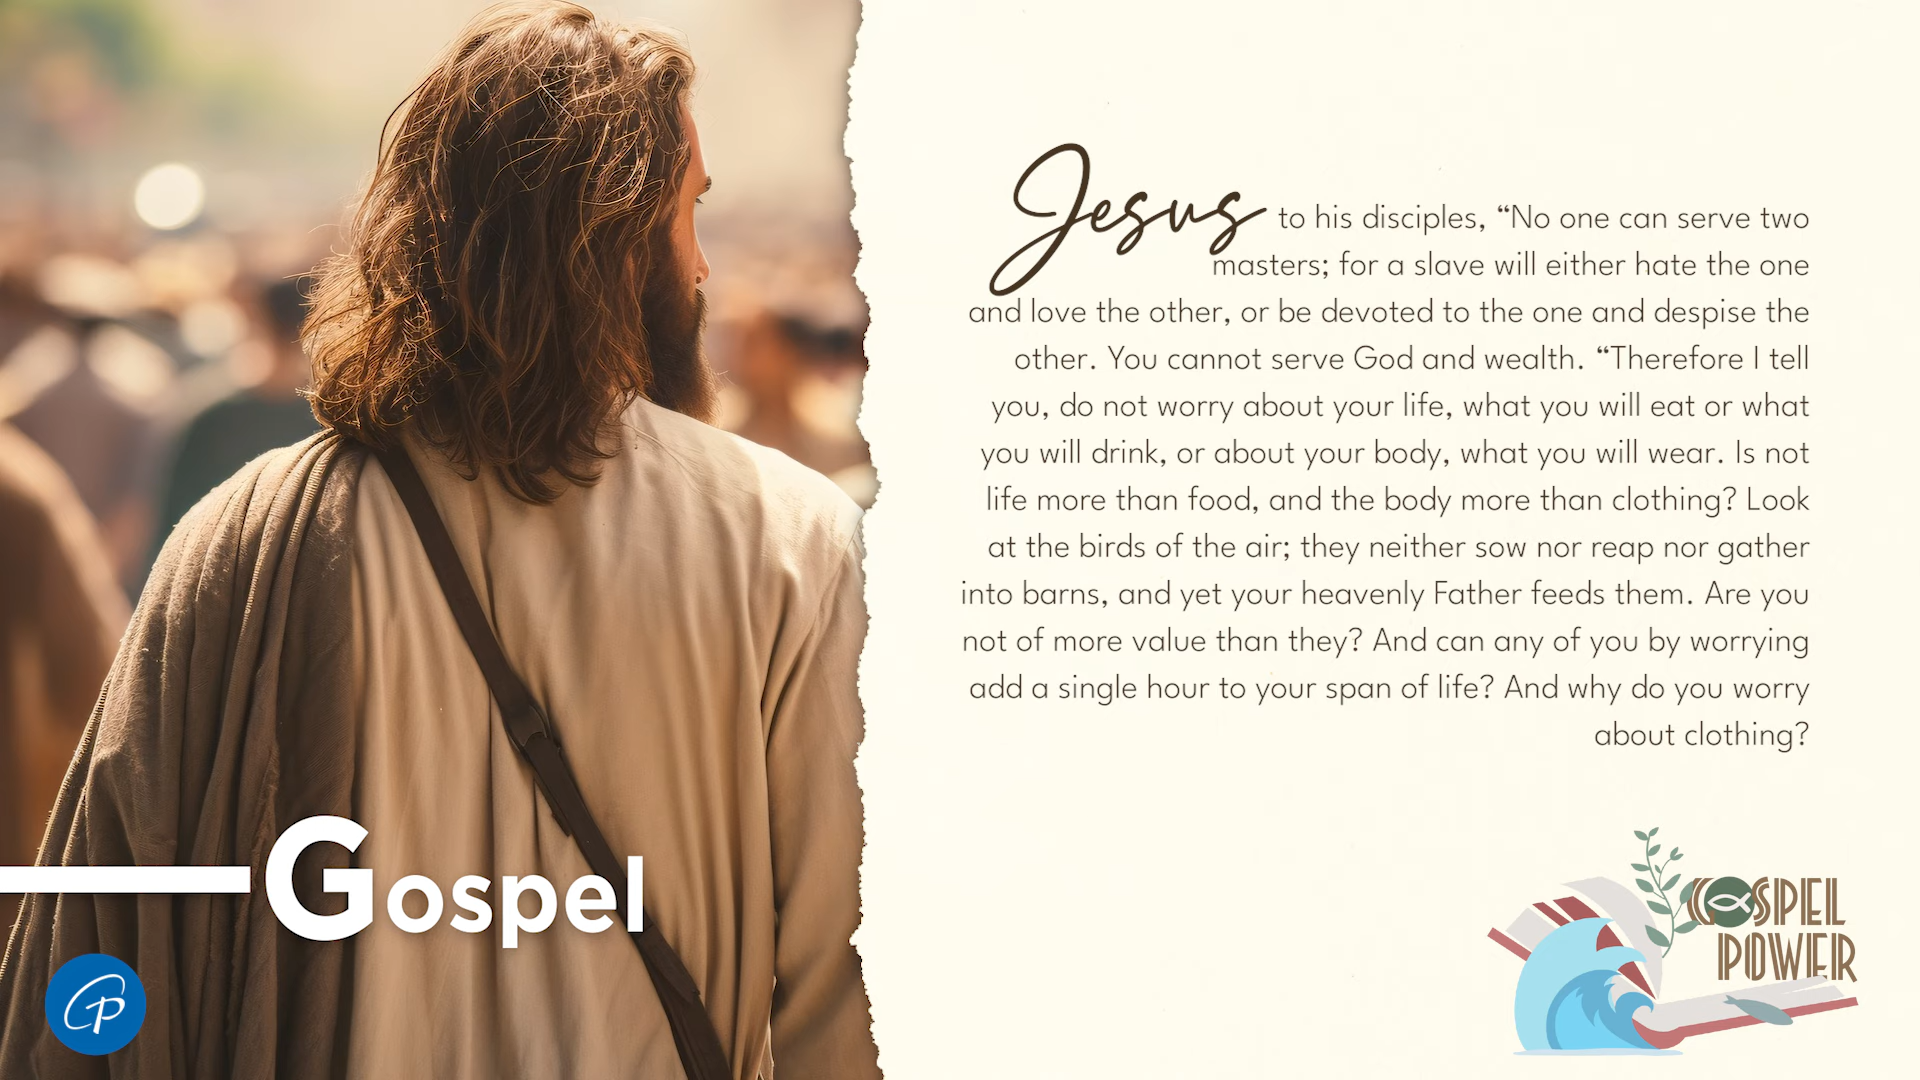 Jesus to his disciples, “No one can serve two
masters; for a slave will either hate the one
and love the other, or be devoted to the one and despise the
other. You cannot serve God and wealth. “Therefore I tell
you, do not worry about your life, what you will eat or what
you will drink, or about your body, what you will wear. Is not
life more than food, and the body more than clothing? Look
at the birds of the air; they neither sow nor reap nor gather
into barns, and yet your heavenly Father feeds them. Are you
not of more value than they? And can any of you by worrying
add a single hour to your span of life? And why do you worry
about clothing?
Gospel
GP
GOSPEL
POWER